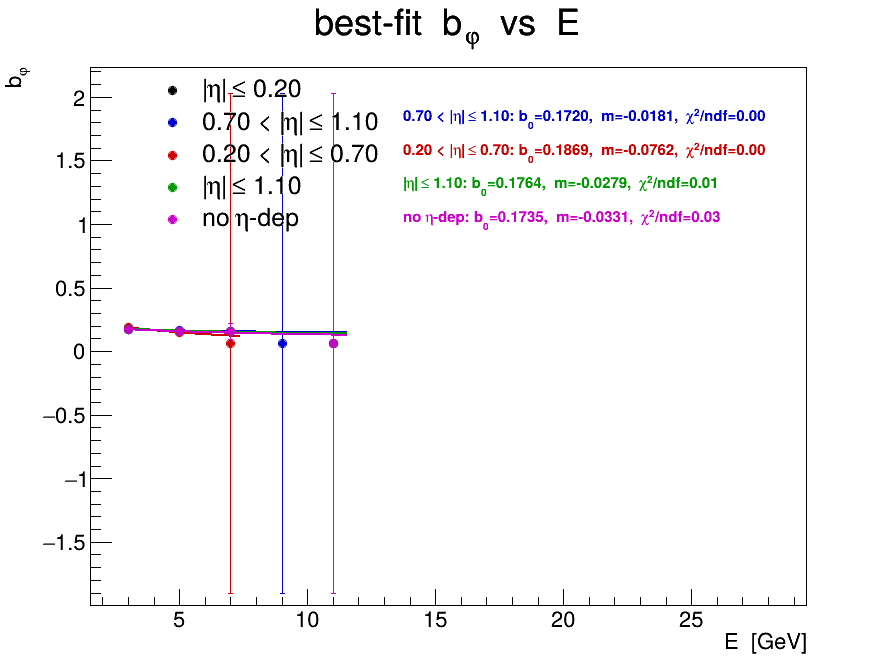 best-fit b_φ vs E
b_φ
|η| ≤ 0.20
0.70 < |η| ≤ 1.10
0.20 < |η| ≤ 0.70
|η| ≤ 1.10
no η-dep
0.70 < |η| ≤ 1.10: b_0=0.1720, m=-0.0181, χ²/ndf=0.00
0.20 < |η| ≤ 0.70: b_0=0.1869, m=-0.0762, χ²/ndf=0.00
|η| ≤ 1.10: b_0=0.1764, m=-0.0279, χ²/ndf=0.01
no η-dep: b_0=0.1735, m=-0.0331, χ²/ndf=0.03
2
1.5
1
0.5
0
−0.5
−1
−1.5
5 10 15 20 25
E [GeV]